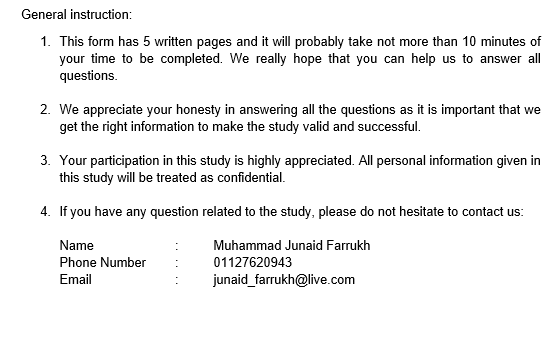 General instruction:
1. This form has 5 written pages and it will probably take not more than 10 minutes of
your time to be completed. We really hope that you can help us to answer all
questions.
2. We appreciate your honesty in answering all the questions as it is important that we
get the right information to make the study valid and successful.
3. Your participation in this study is highly appreciated. All personal information given in
this study will be treated as confidential.
4. If you have any question related to the study, please do not hesitate to contact us:
Name : Muhammad Junaid Farrukh
Phone Number : 01127620943
Email : junaid_farrukh@live.com